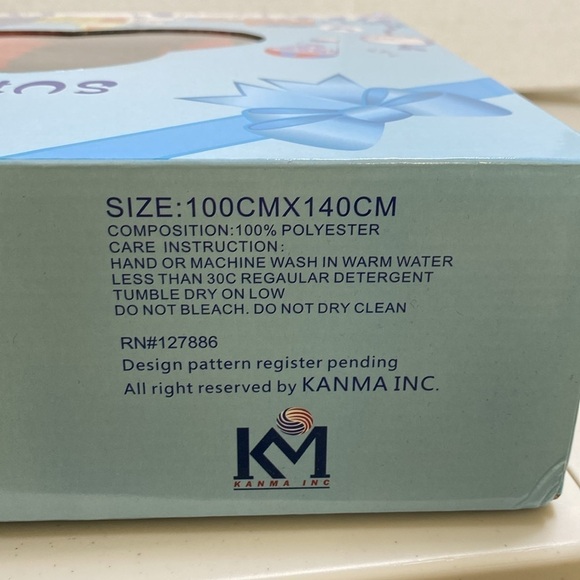 SIZE:100CMX140CM
COMPOSITION:100% POLYESTER
CARE INSTRUCTION:
HAND OR MACHINE WASH IN WARM WATER
LESS THAN 30C REGAULAR DETERGENT
TUMBLE DRY ON LOW
DO NOT BLEACH. DO NOT DRY CLEAN
RN#127886
Design pattern register pending
All right reserved by KANMA INC.
KM
KANMA INC